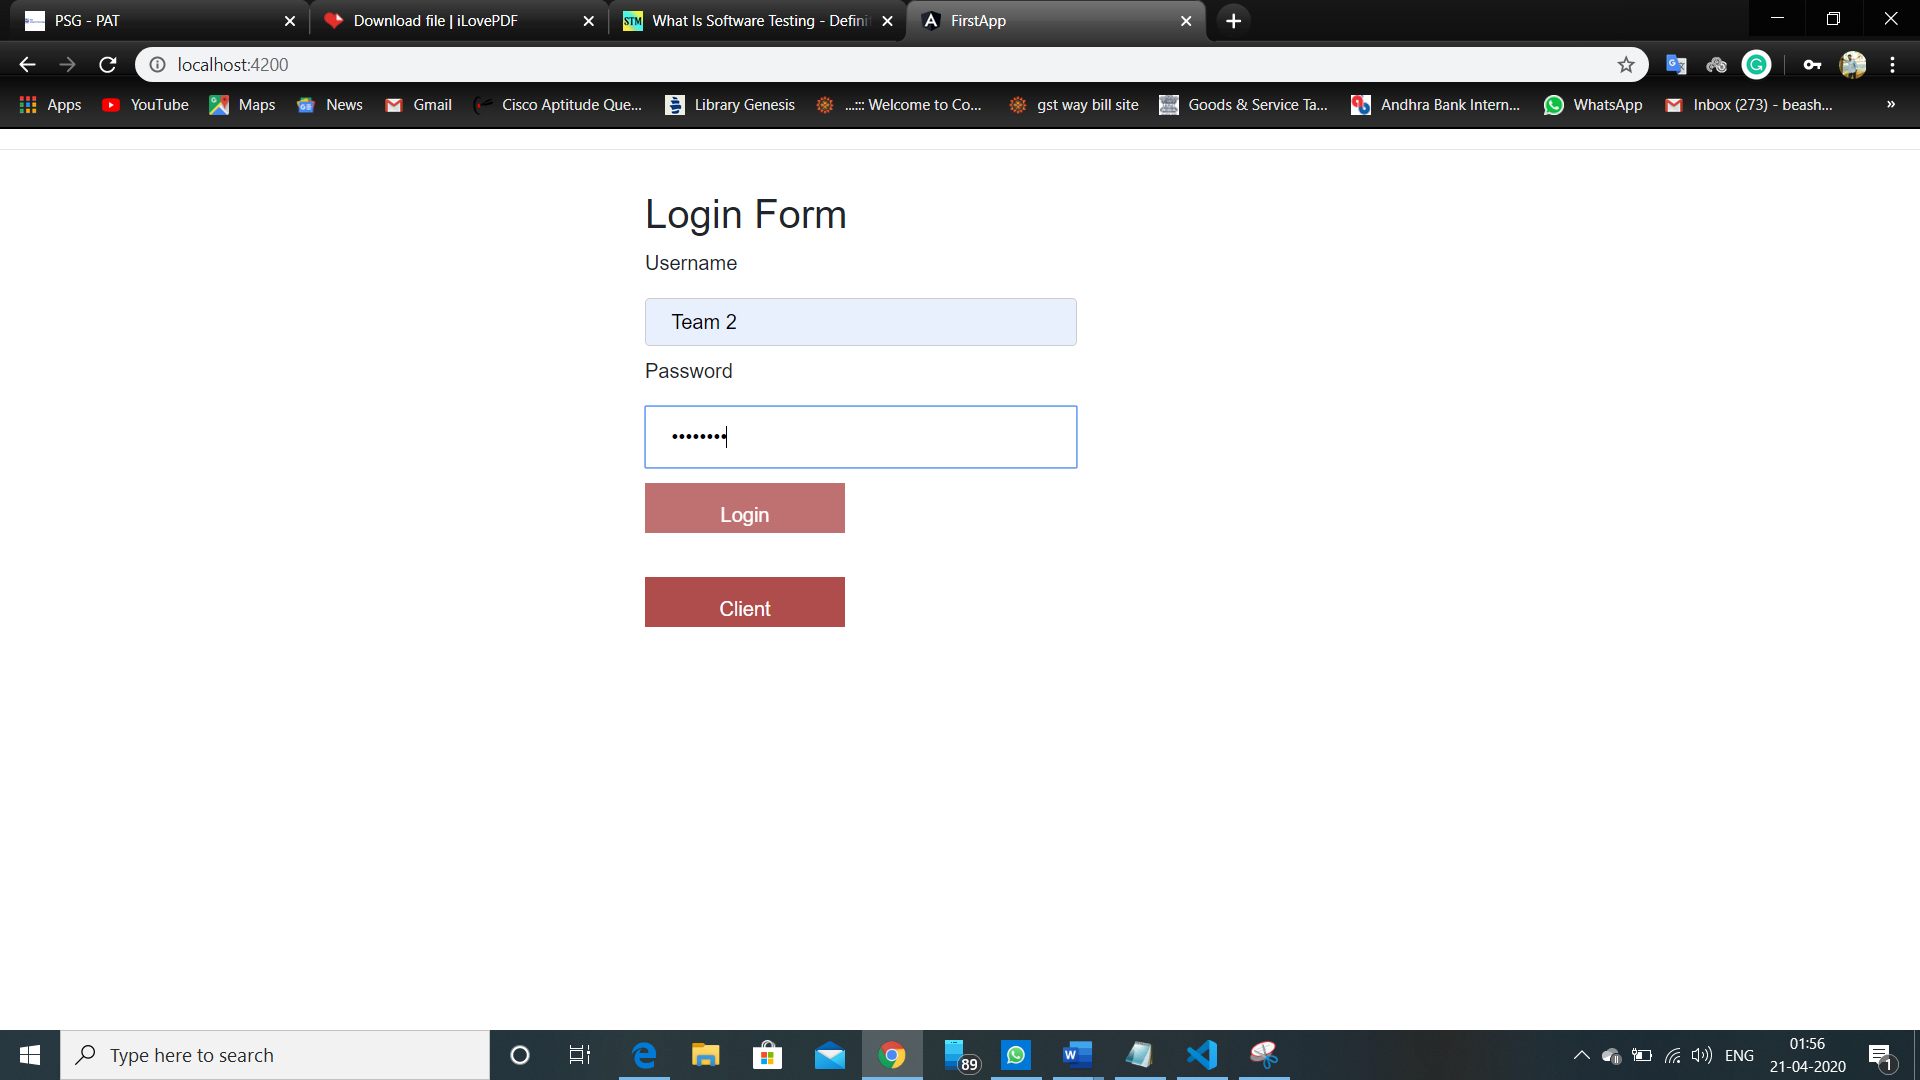 PSG - PAT
Download file | iLovePDF
STM What Is Software Testing - Defini
FirstApp
localhost:4200
Apps YouTube Maps News Gmail Cisco Aptitude Que... Library Genesis ...::: Welcome to Co... gst way bill site Goods & Service Ta... Andhra Bank Intern... WhatsApp Inbox (273) - beash... »
Login Form
Username
Team 2
Password
••••••••
Login
Client
Type here to search
89
W
ENG
01:56
21-04-2020
1